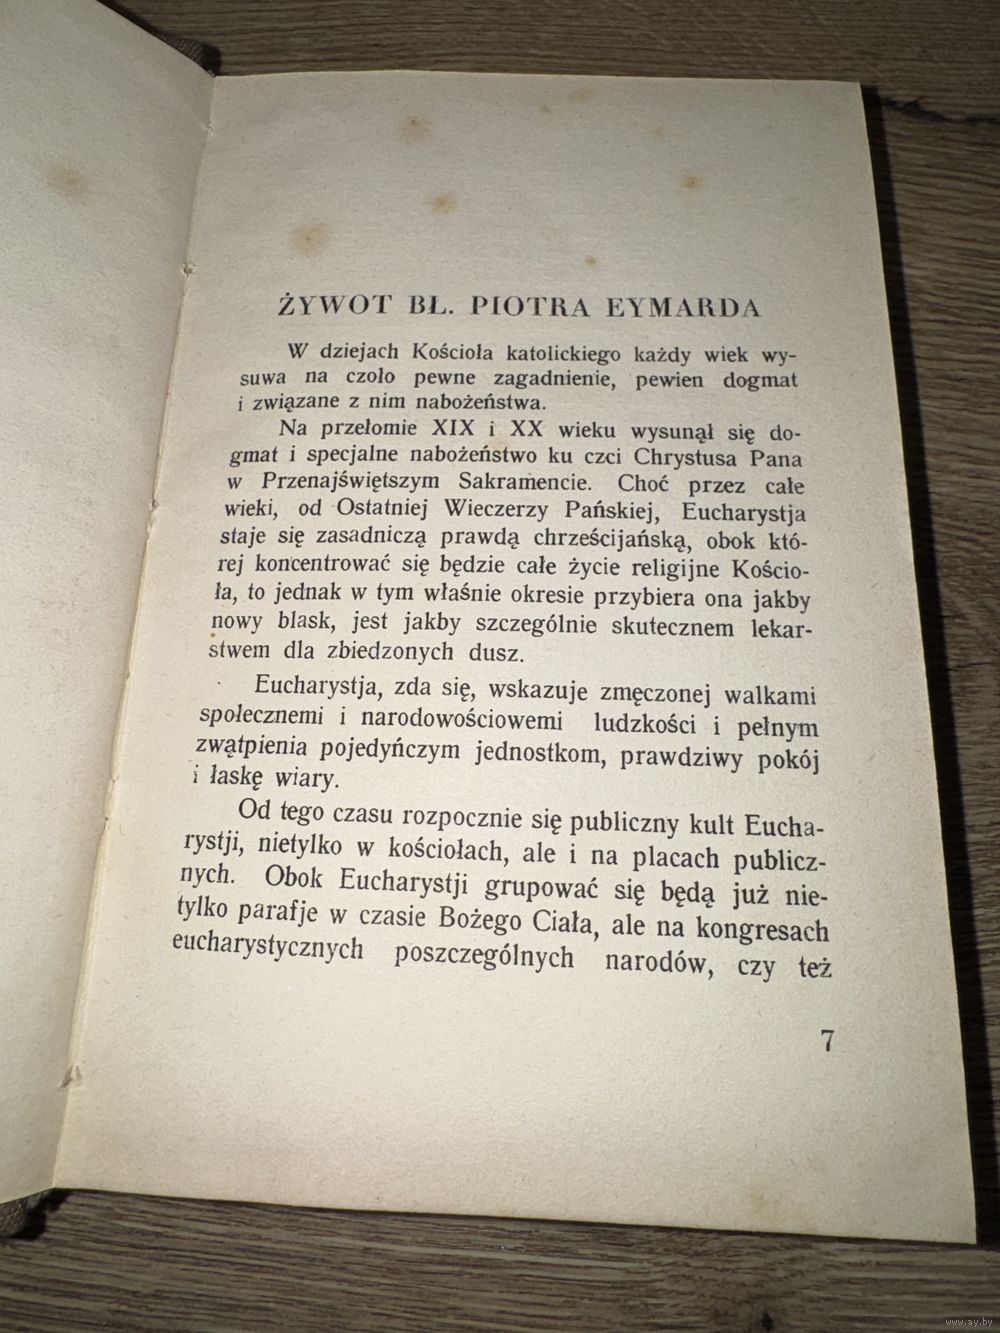 ŻYWOT BŁ. PIOTRA EYMARDA
W dziejach Kościoła katolickiego każdy wiek wy-
suwa na czoło pewne zagadnienie, pewien dogmat
i związane z nim nabożeństwa.
Na przełomie XIX i XX wieku wysunął się do-
gmat i specjalne nabożeństwo ku czci Chrystusa Pana
w Przenajświętszym Sakramencie. Choć przez całe
wieki, od Ostatniej Wieczerzy Pańskiej, Eucharystja
staje się zasadniczą prawdą chrześcijańską, obok któ-
rej koncentrować się będzie całe życie religijne Kościo-
ła, to jednak w tym właśnie okresie przybiera ona jakby
nowy blask, jest jakby szczególnie skutecznem lekar-
stwem dla zbiedzonych dusz.
Eucharystja, zda się, wskazuje zmęczonej walkami
społecznemi i narodowościowemi ludzkości i pełnym
zwątpienia pojedyńczym jednostkom, prawdziwy pokój
i łaskę wiary.
Od tego czasu rozpocznie się publiczny kult Eucha-
rystji, nietylko w kościołach, ale i na placach publicz-
nych. Obok Eucharystji grupować się będą już nie-
tylko parafje w czasie Bożego Ciała, ale na kongresach
eucharystycznych poszczególnych narodów, czy też
7
www.ay.by